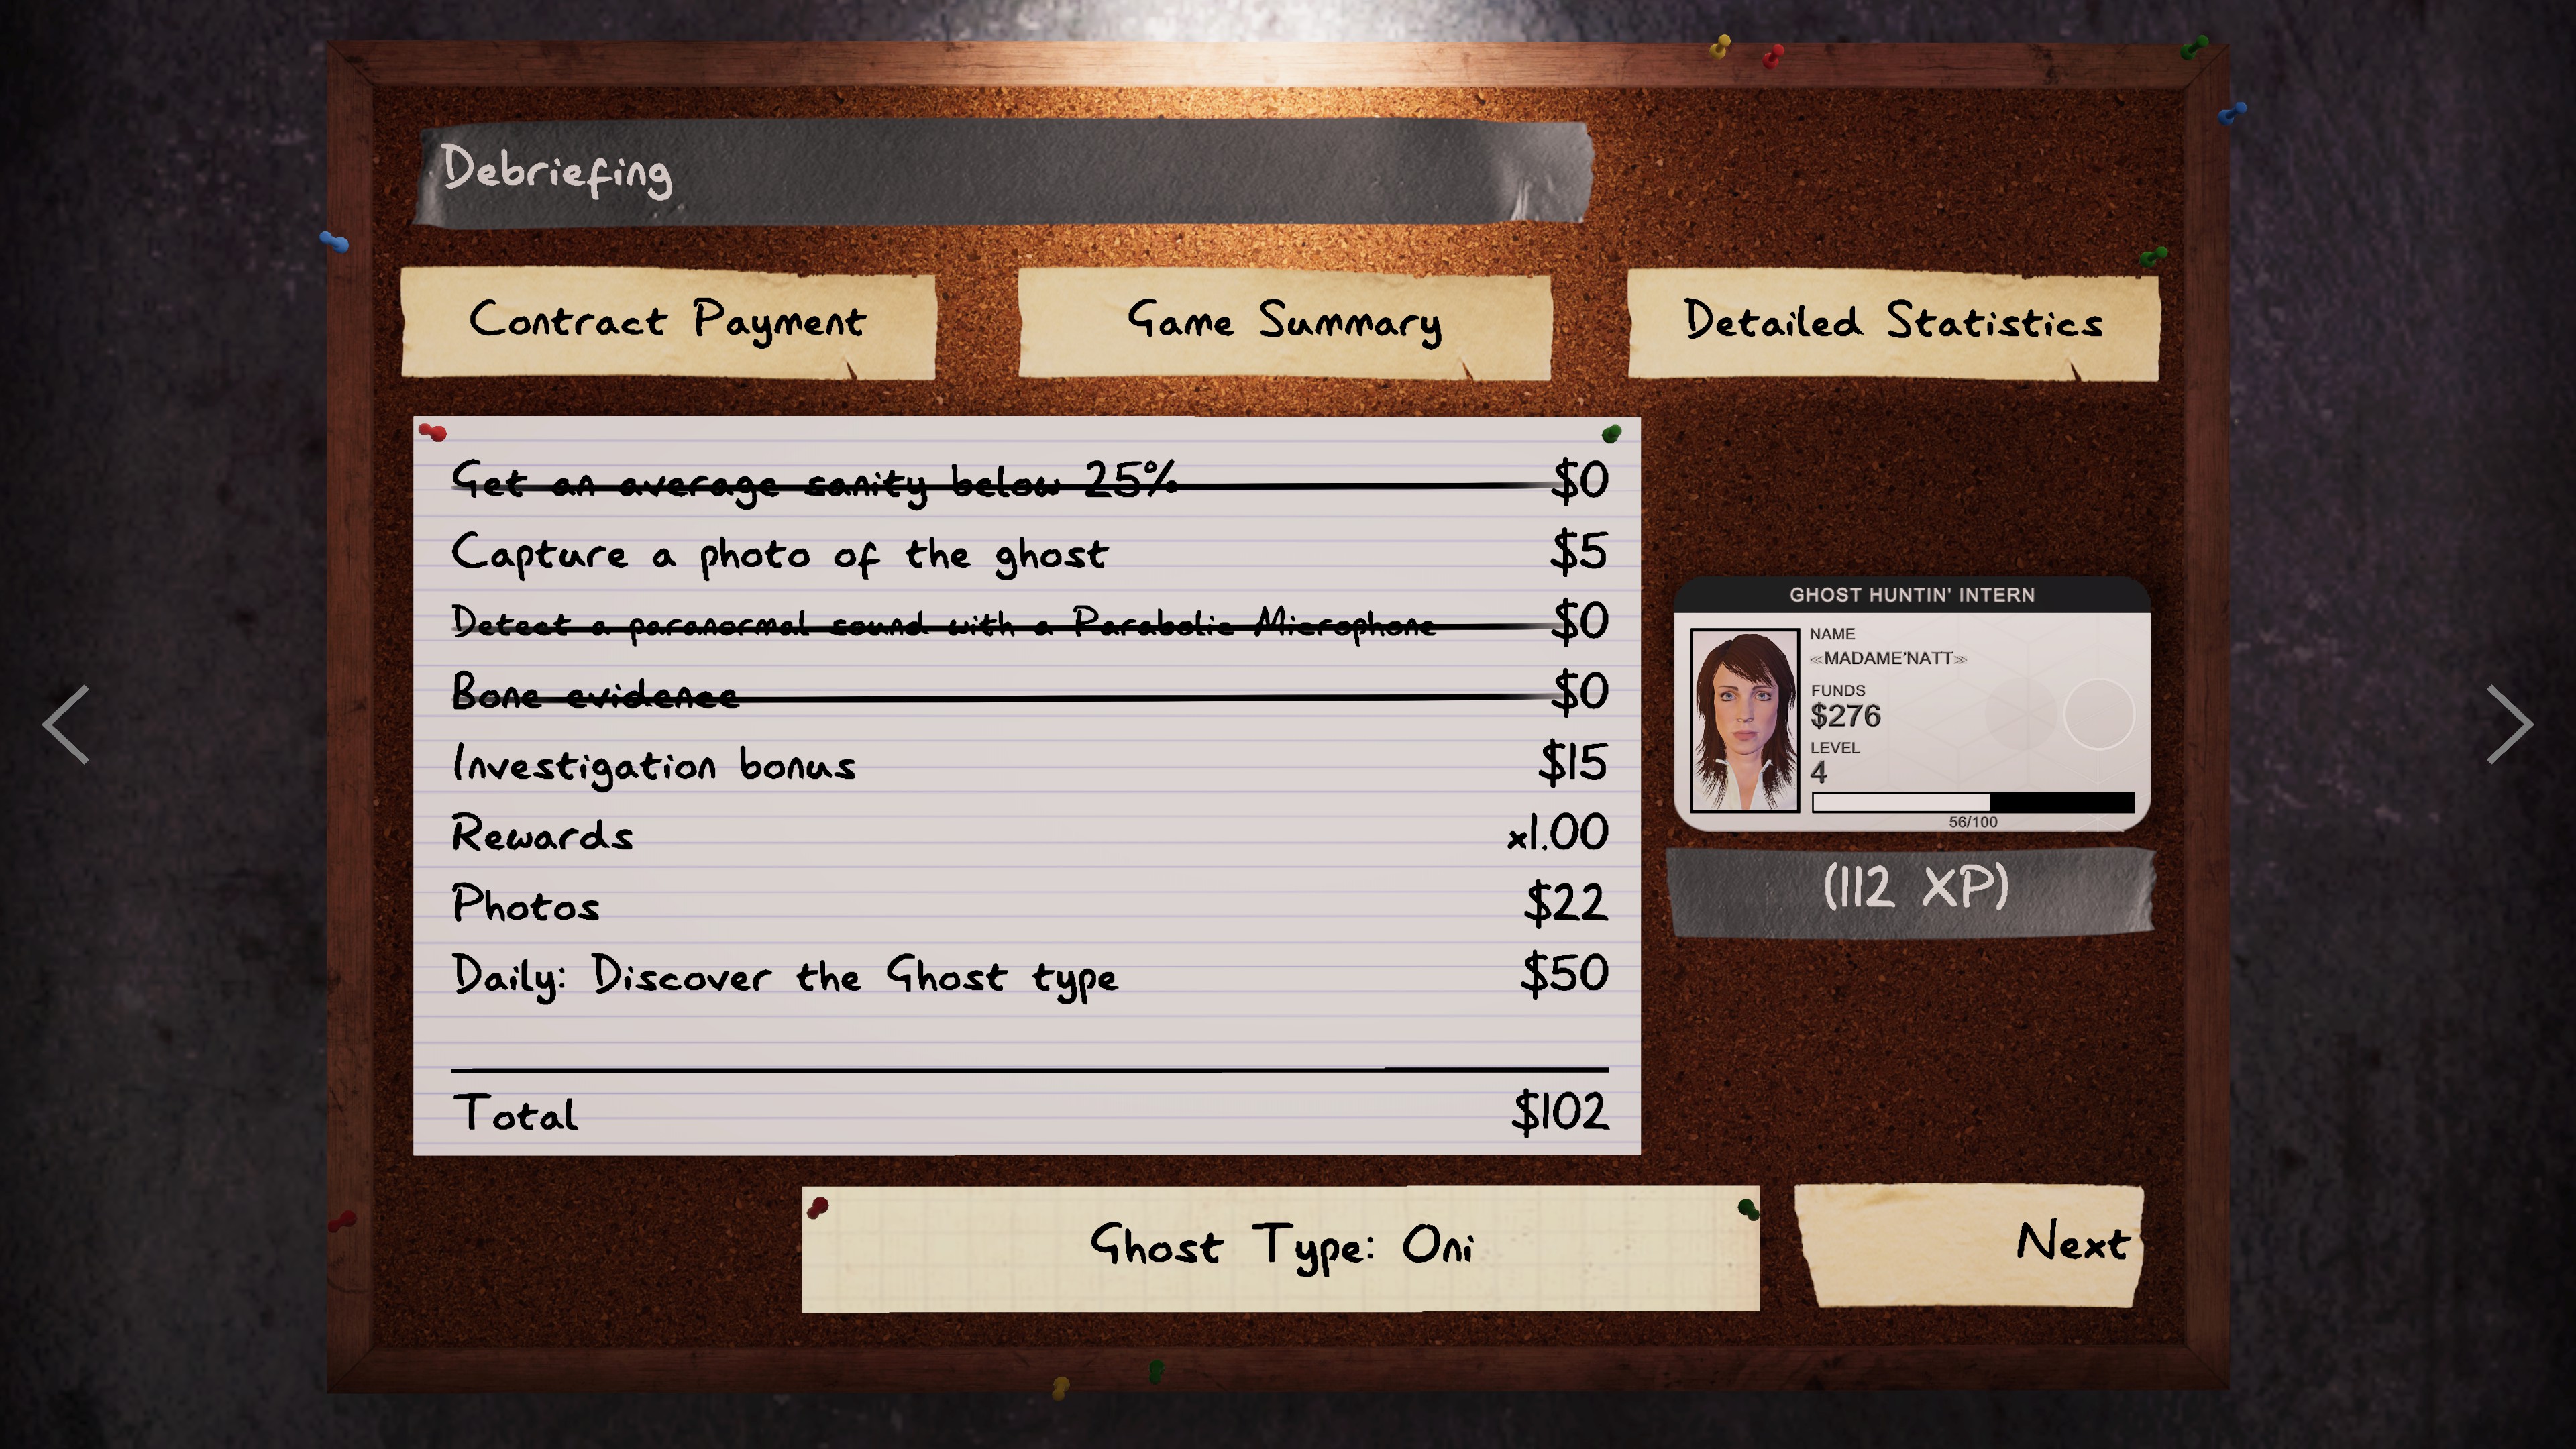 Debriefing
Contract Payment
Game Summary
Detailed Statistics
Get an average sanity below 25% $0
Capture a photo of the ghost $5
Detect a paranormal sound with a Parabolic Microphone $0
Bone evidence $0
Investigation bonus $15
Rewards x1.00
Photos $22
Daily: Discover the Ghost type $50
Total $102
GHOST HUNTIN' INTERN
NAME
≪MADAME'NATT≫
FUNDS
$276
LEVEL
4
56/100
(112 XP)
Ghost Type: Oni
Next